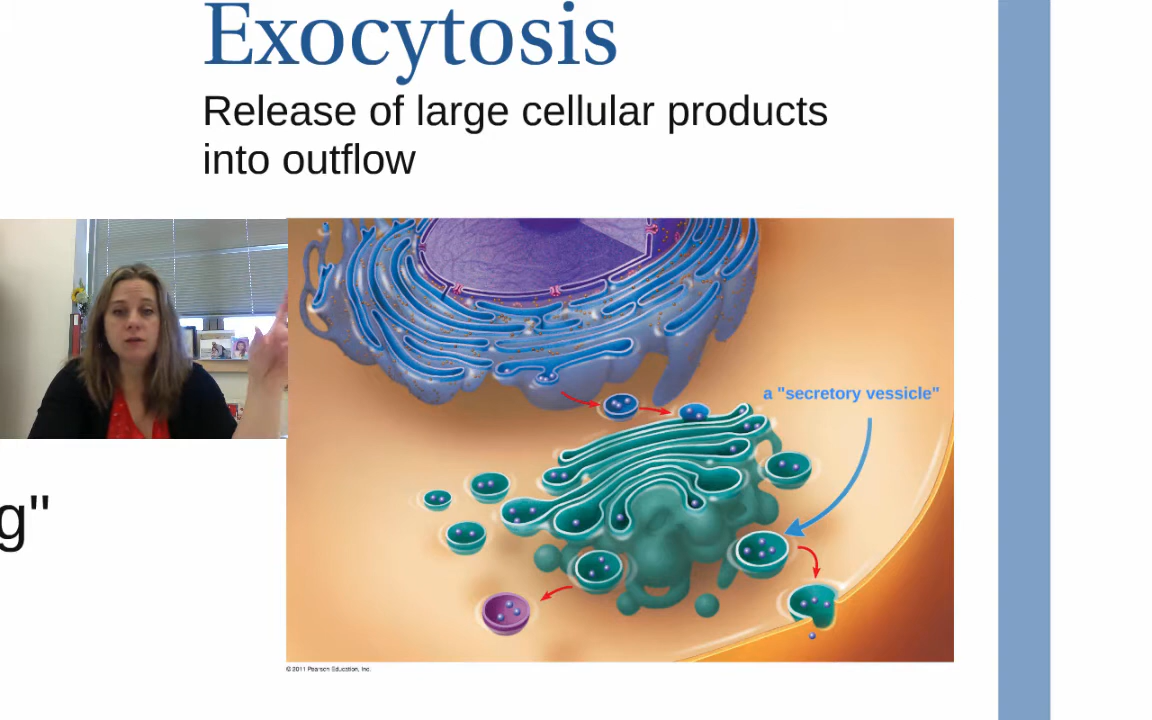 Exocytosis
Release of large cellular products
into outflow
a "secretory vessicle"
g"
© 2011 Pearson Education, Inc.